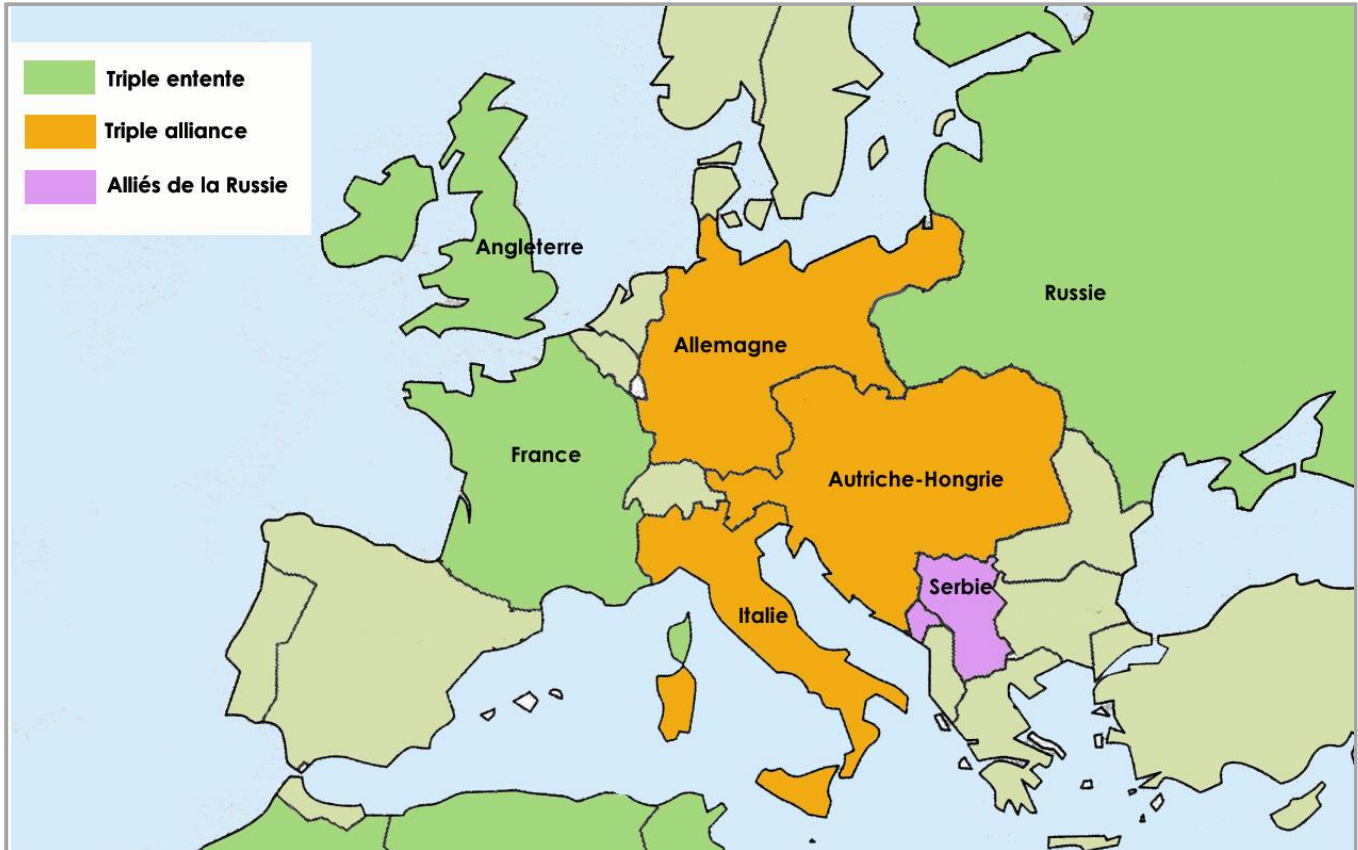 Triple entente
Triple alliance
Alliés de la Russie
Angleterre
Russie
Allemagne
France
Autriche-Hongrie
Serbie
Italie